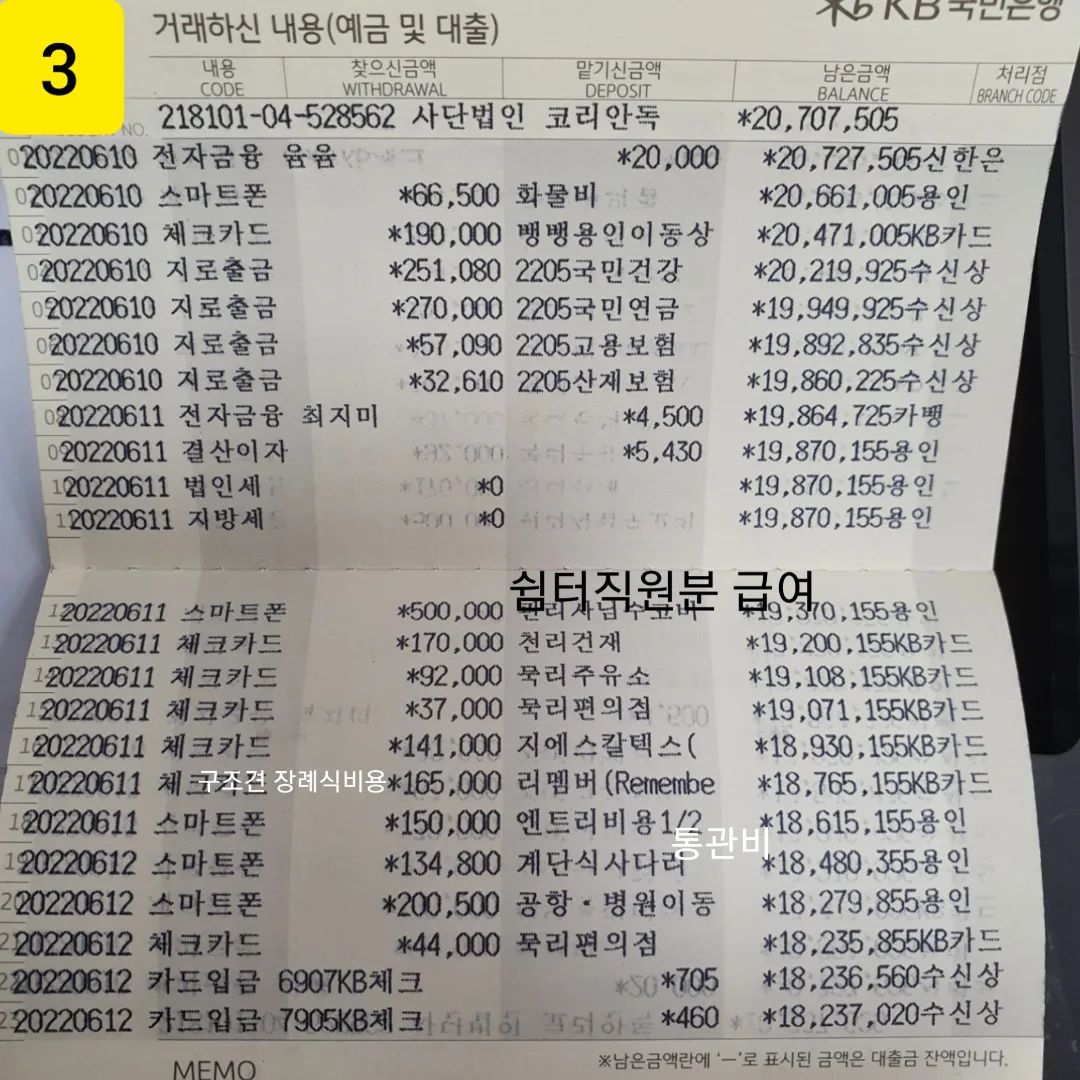 3
거래하신 내용(예금 및 대출)
KB 국민은행
내용 찾으신금액 맡기신금액 남은금액 처리점
CODE WITHDRAWAL DEPOSIT BALANCE BRANCH CODE
NO. 218101-04-528562 사단법인 코리안독 *20,707,505
20220610 전자금융 윰윰 *20,000 *20,727,505신한은
20220610 스마트폰 *66,500 화물비 *20,661,005용인
20220610 체크카드 *190,000 땡땡용인이동상 *20,471,005KB카드
20220610 지로출금 *251,080 2205국민건강 *20,219,925수신상
20220610 지로출금 *270,000 2205국민연금 *19,949,925수신상
20220610 지로출금 *57,090 2205고용보험 *19,892,835수신상
20220610 지로출금 *32,610 2205산재보험 *19,860,225수신상
20220611 전자금융 최지미 *4,500 *19,864,725카뱅
20220611 결산이자 *5,430 *19,870,155용인
20220611 법인세 *0 *19,870,155용인
20220611 지방세 *0 *19,870,155용인
쉼터직원분 급여
20220611 스마트폰 *500,000 *19,370,155용인
20220611 체크카드 *170,000 천리건재 *19,200,155KB카드
20220611 체크카드 *92,000 묵리주유소 *19,108,155KB카드
20220611 체크카드 *37,000 묵리편의점 *19,071,155KB카드
20220611 체크카드 *141,000 지에스칼텍스( *18,930,155KB카드
구조견 장례식비용
20220611 체크카드 *165,000 리멤버(Remembe *18,765,155KB카드
20220611 스마트폰 *150,000 엔트리비용1/2 *18,615,155용인
통관비
20220612 스마트폰 *134,800 계단식사다리 *18,480,355용인
20220612 스마트폰 *200,500 공항·병원이동 *18,279,855용인
20220612 체크카드 *44,000 묵리편의점 *18,235,855KB카드
20220612 카드입금 6907KB체크 *705 *18,236,560수신상
20220612 카드입금 7905KB체크 *460 *18,237,020수신상
MEMO
※남은금액란에 ‘—’로 표시된 금액은 대출금 잔액입니다.